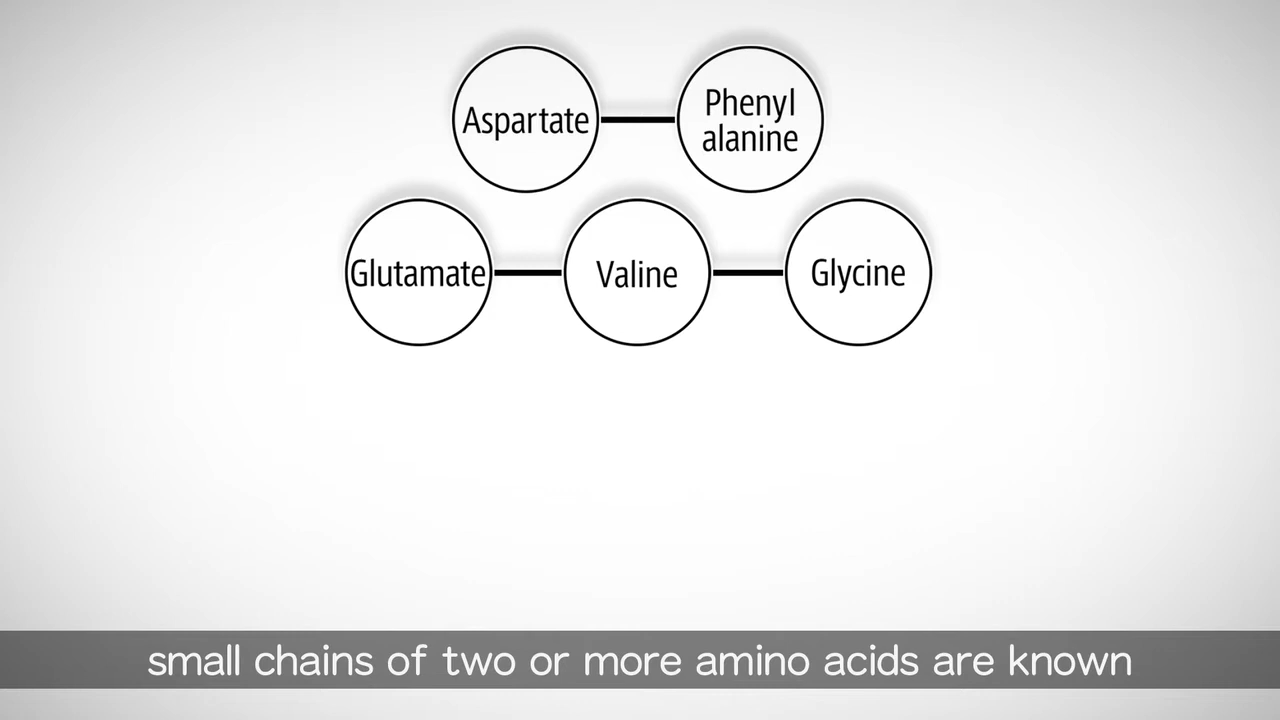 Aspartate
Phenyl
alanine
Glutamate
Valine
Glycine
small chains of two or more amino acids are known